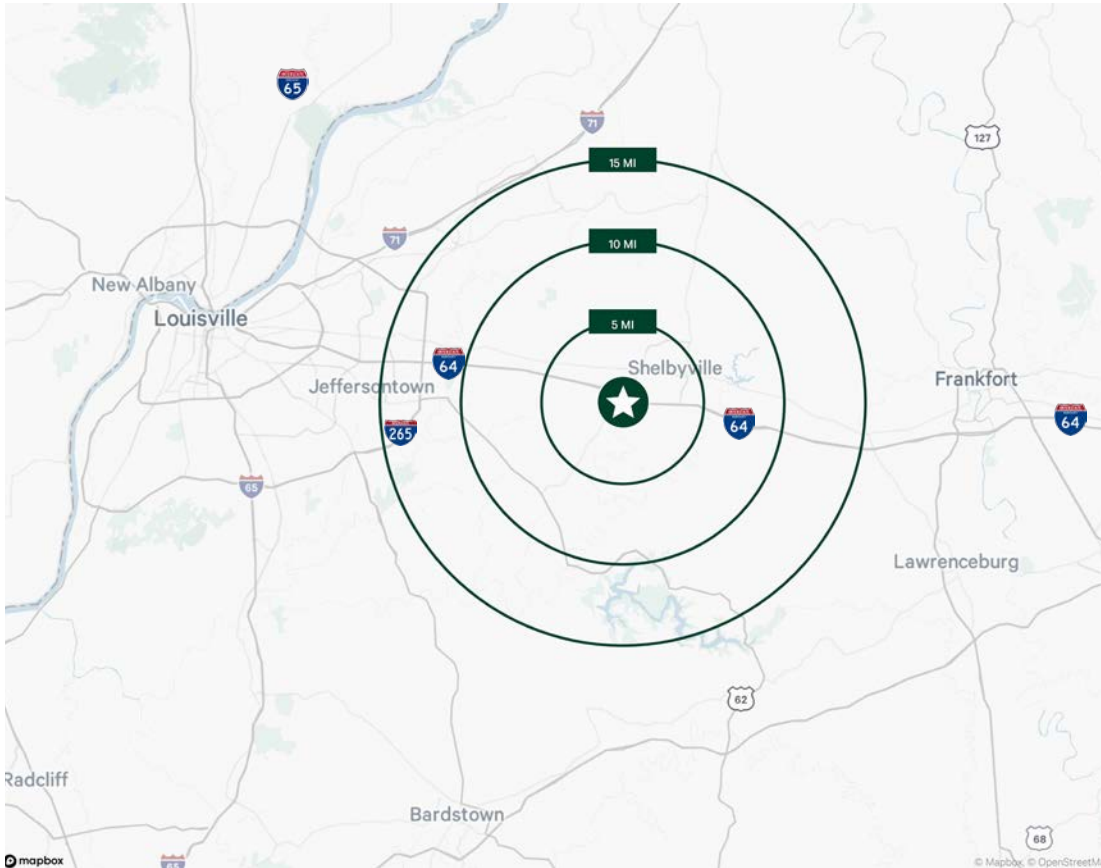 65
71
127
15 MI
71
10 MI
New Albany
Louisville
5 MI
64
Shelbyville
Jeffersontown
Frankfort
64
64
265
65
Lawrenceburg
62
Radcliff
Bardstown
68
mapbox
65
© Mapbox, © OpenStreetM